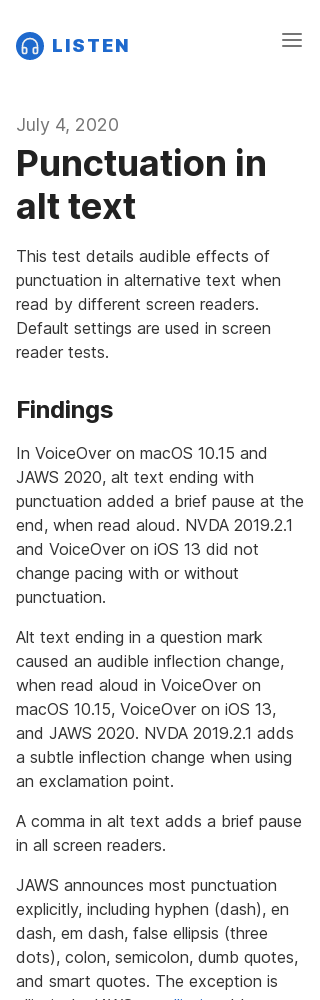 LISTEN
July 4, 2020
Punctuation in
alt text
This test details audible effects of
punctuation in alternative text when
read by different screen readers.
Default settings are used in screen
reader tests.
Findings
In VoiceOver on macOS 10.15 and
JAWS 2020, alt text ending with
punctuation added a brief pause at the
end, when read aloud. NVDA 2019.2.1
and VoiceOver on iOS 13 did not
change pacing with or without
punctuation.
Alt text ending in a question mark
caused an audible inflection change,
when read aloud in VoiceOver on
macOS 10.15, VoiceOver on iOS 13,
and JAWS 2020. NVDA 2019.2.1 adds
a subtle inflection change when using
an exclamation point.
A comma in alt text adds a brief pause
in all screen readers.
JAWS announces most punctuation
explicitly, including hyphen (dash), en
dash, em dash, false ellipsis (three
dots), colon, semicolon, dumb quotes,
and smart quotes. The exception is